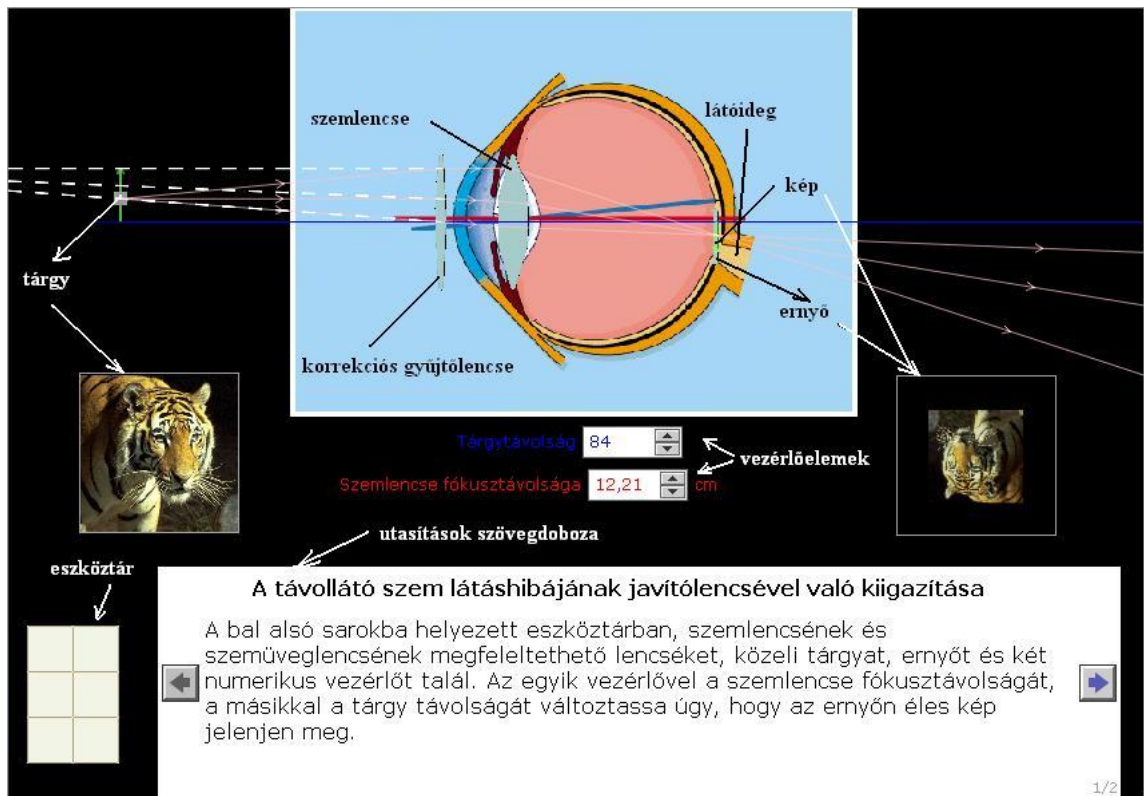 szemlencse
látóideg
kép
tárgy
ernyő
korrekciós gyűjtőlencse
Tárgytávolság 84
vezérlőelemek
Szemlencse fókusztávolsága 12,21 cm
utasítások szövegdoboza
eszköztár
A távollátó szem látáshibájának javítólencsével való kiigazítása
A bal alsó sarokba helyezett eszköztárban, szemlencsének és
szemüveglencsének megfeleltethető lencséket, közeli tárgyat, ernyőt és két
numerikus vezérlőt talál. Az egyik vezérlővel a szemlencse fókusztávolságát,
a másikkal a tárgy távolságát változtassa úgy, hogy az ernyőn éles kép
jelenjen meg.
1/2